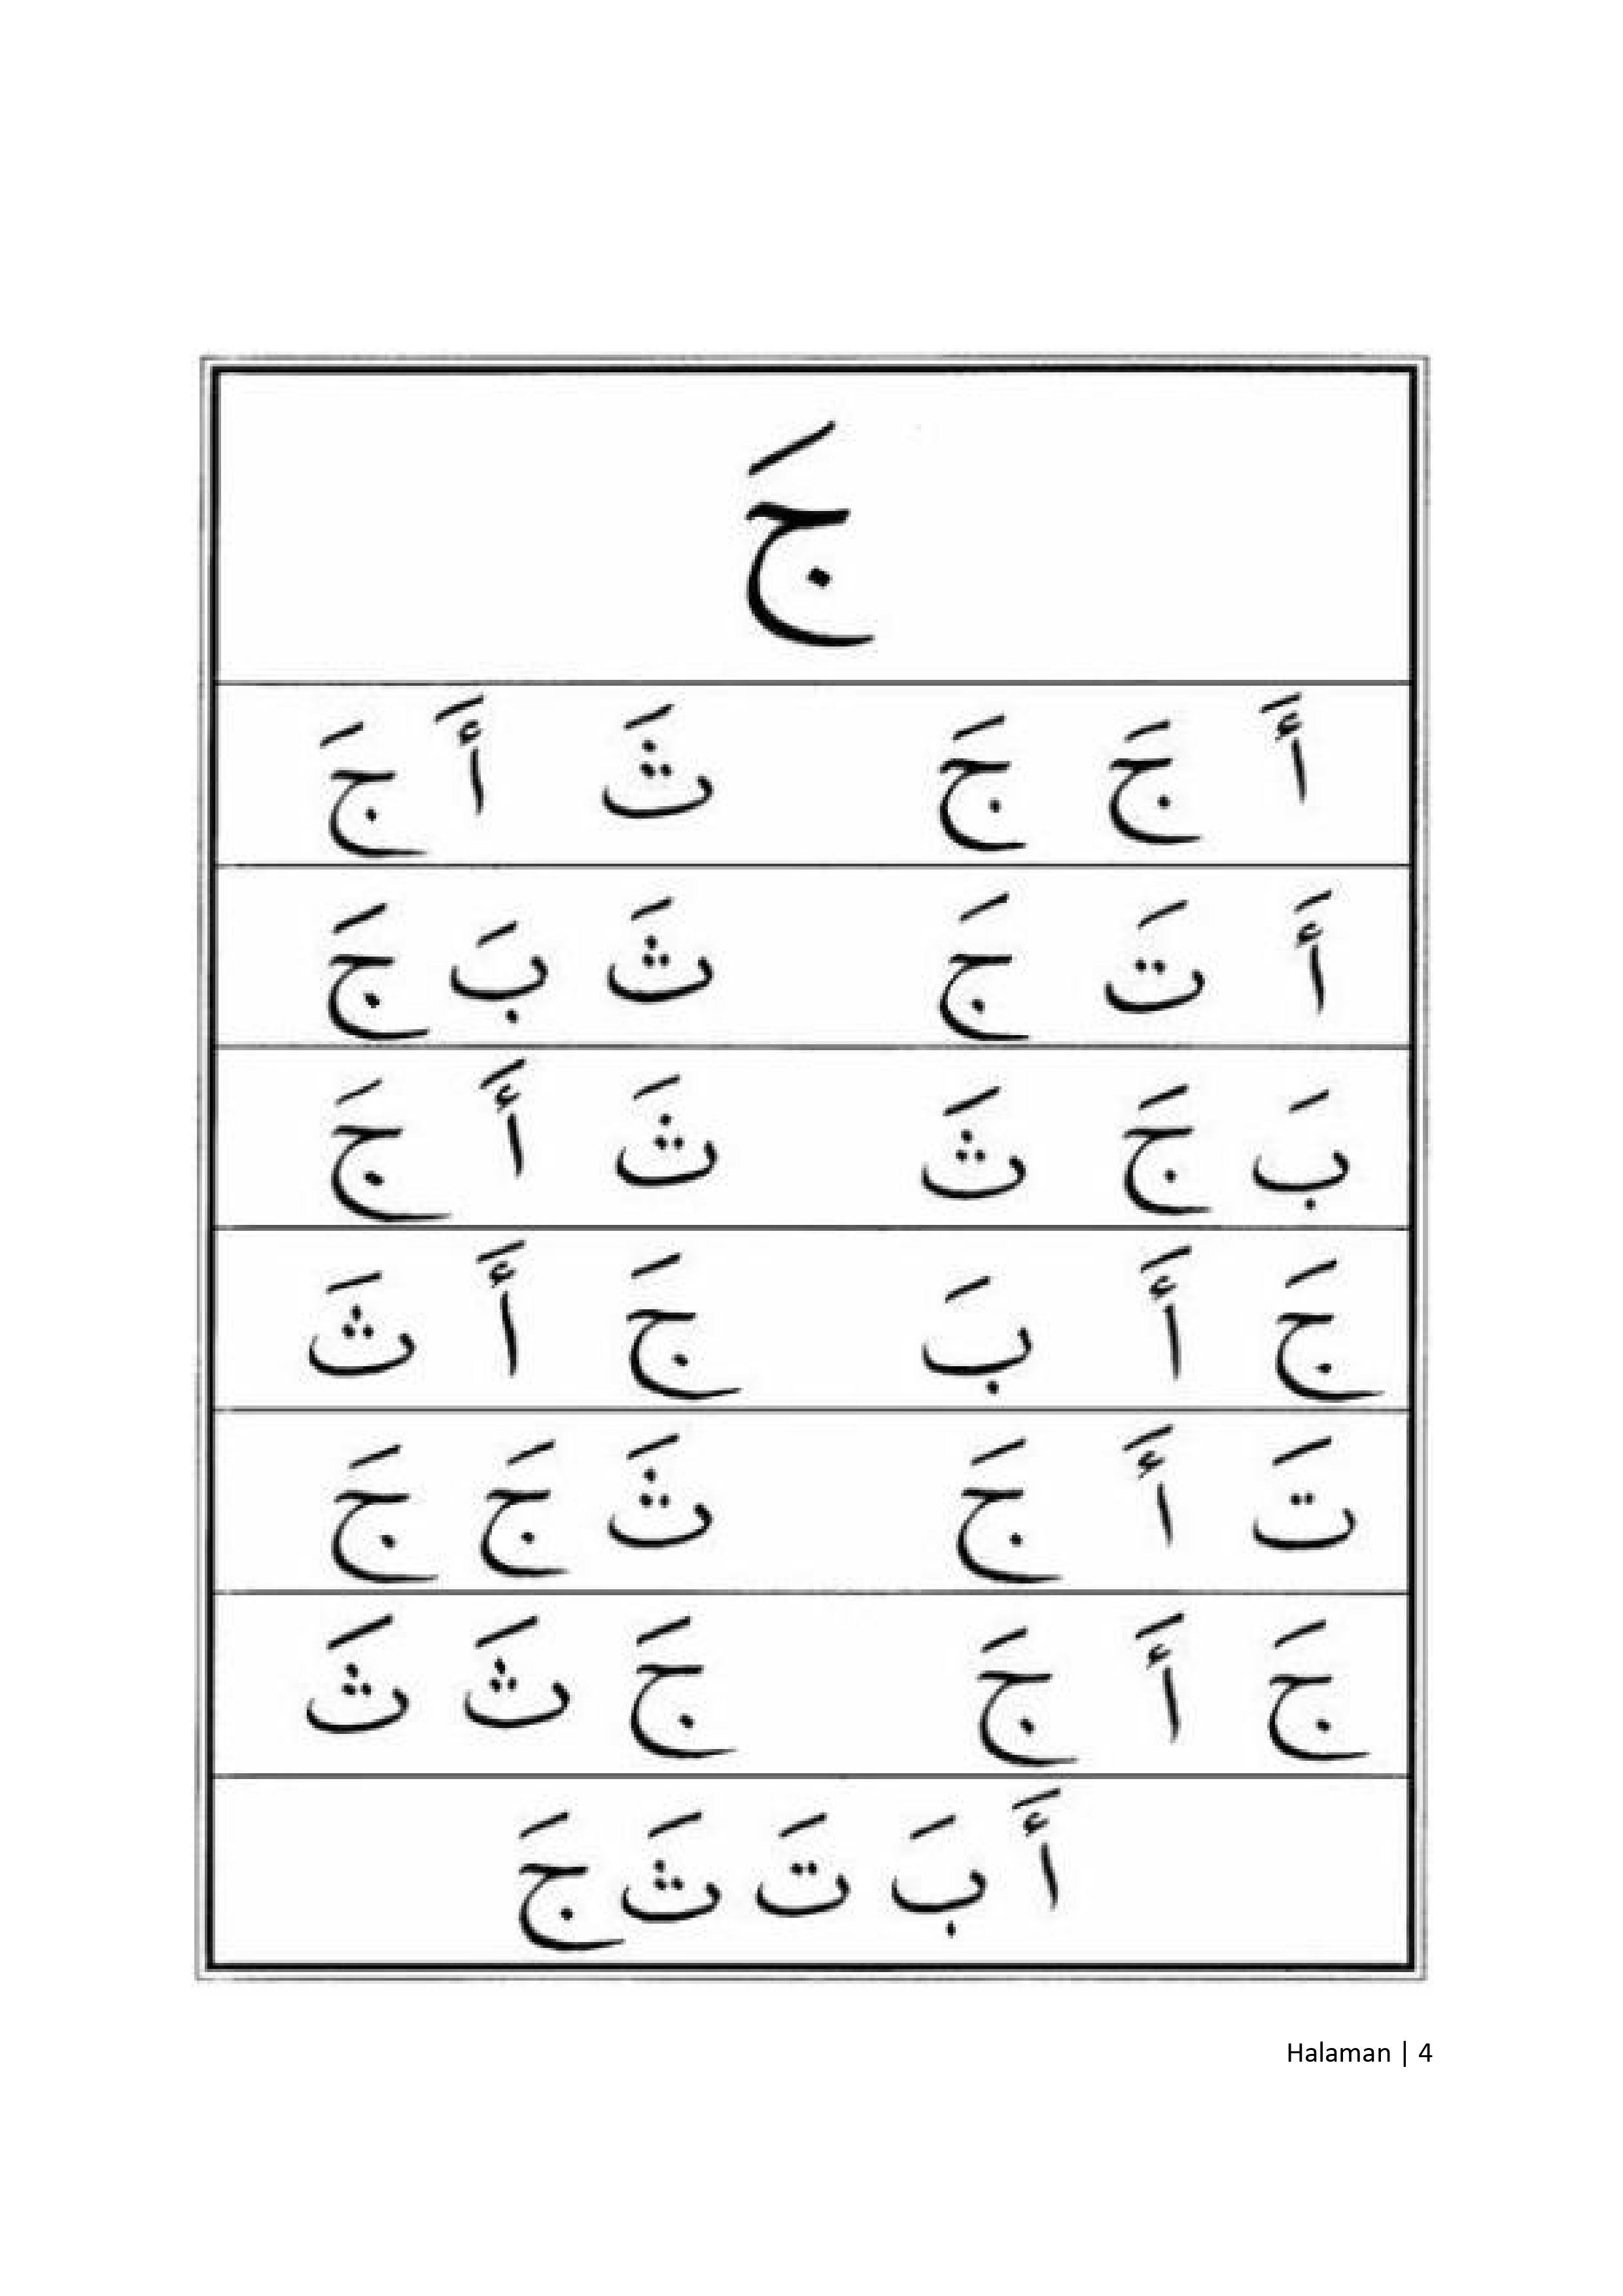 جَ
أَ جَ جَ ثَ أَ جَ
أَ تَ جَ ثَ بَ جَ
بَ جَ ثَ ثَ أَ جَ
جَ أَ بَ جَ أَ ثَ
تَ أَ جَ ثَ جَ جَ
جَ أَ جَ جَ ثَ ثَ
أَ بَ تَ ثَ جَ
Halaman | 4